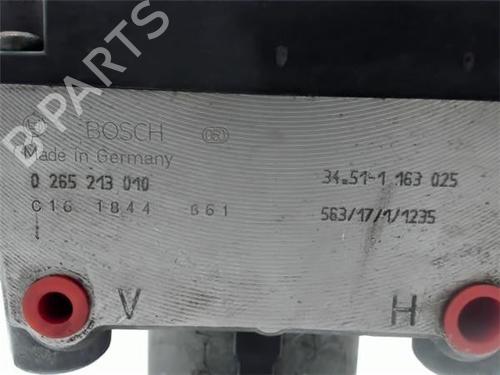 B-PARTS
BOSCH
Made in Germany
0 265 213 010
34.51-1 163 025
C161 1844 661
563/17/1/1235
V
H